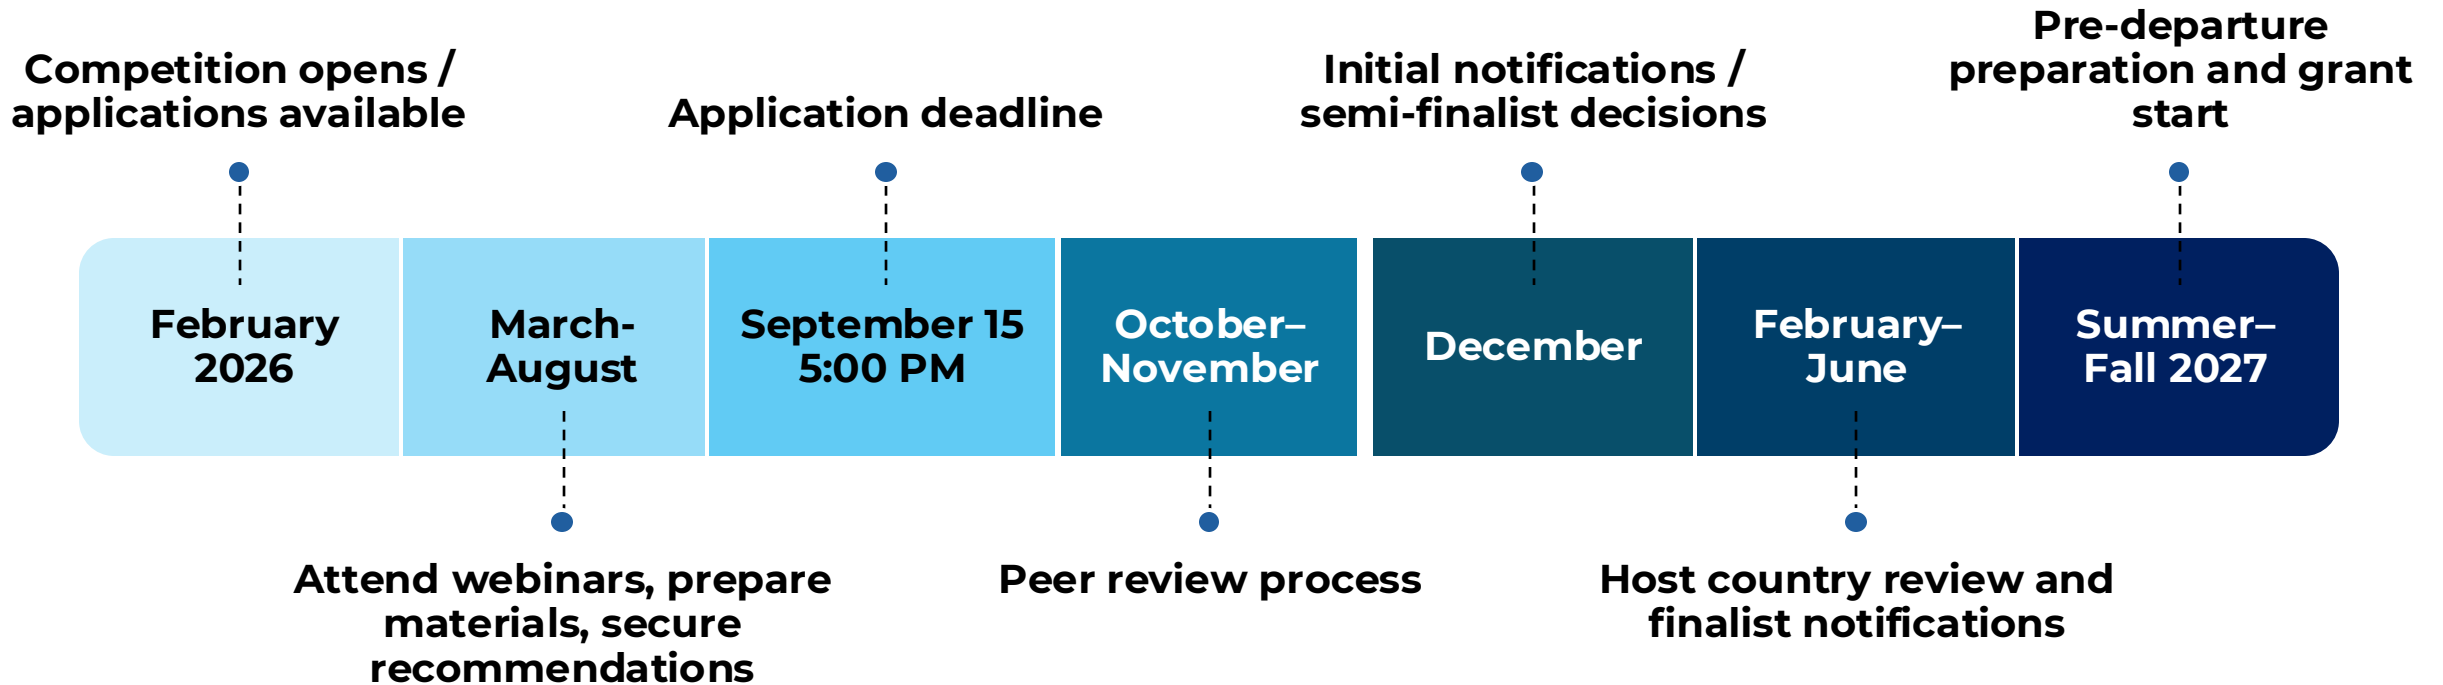 Competition opens /
applications available
Application deadline
Initial notifications /
semi-finalist decisions
Pre-departure
preparation and grant
start
February
2026
March-
August
September 15
5:00 PM
October–
November
December
February–
June
Summer–
Fall 2027
Attend webinars, prepare
materials, secure
recommendations
Peer review process
Host country review and
finalist notifications